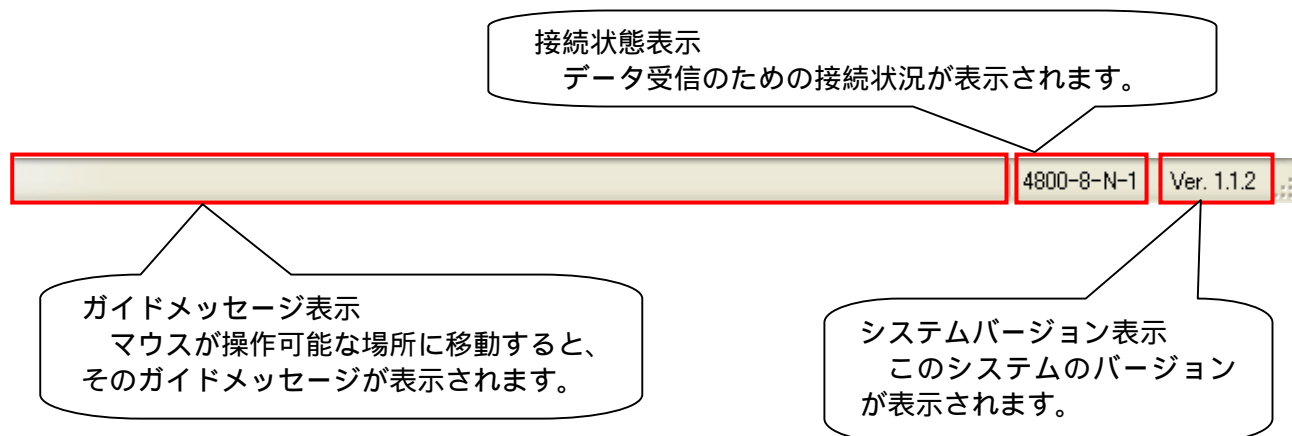 接続状態表示
データ受信のための接続状況が表示されます。
4800-8-N-1
Ver. 1.1.2
ガイドメッセージ表示
マウスが操作可能な場所に移動すると、
そのガイドメッセージが表示されます。
システムバージョン表示
このシステムのバージョン
が表示されます。